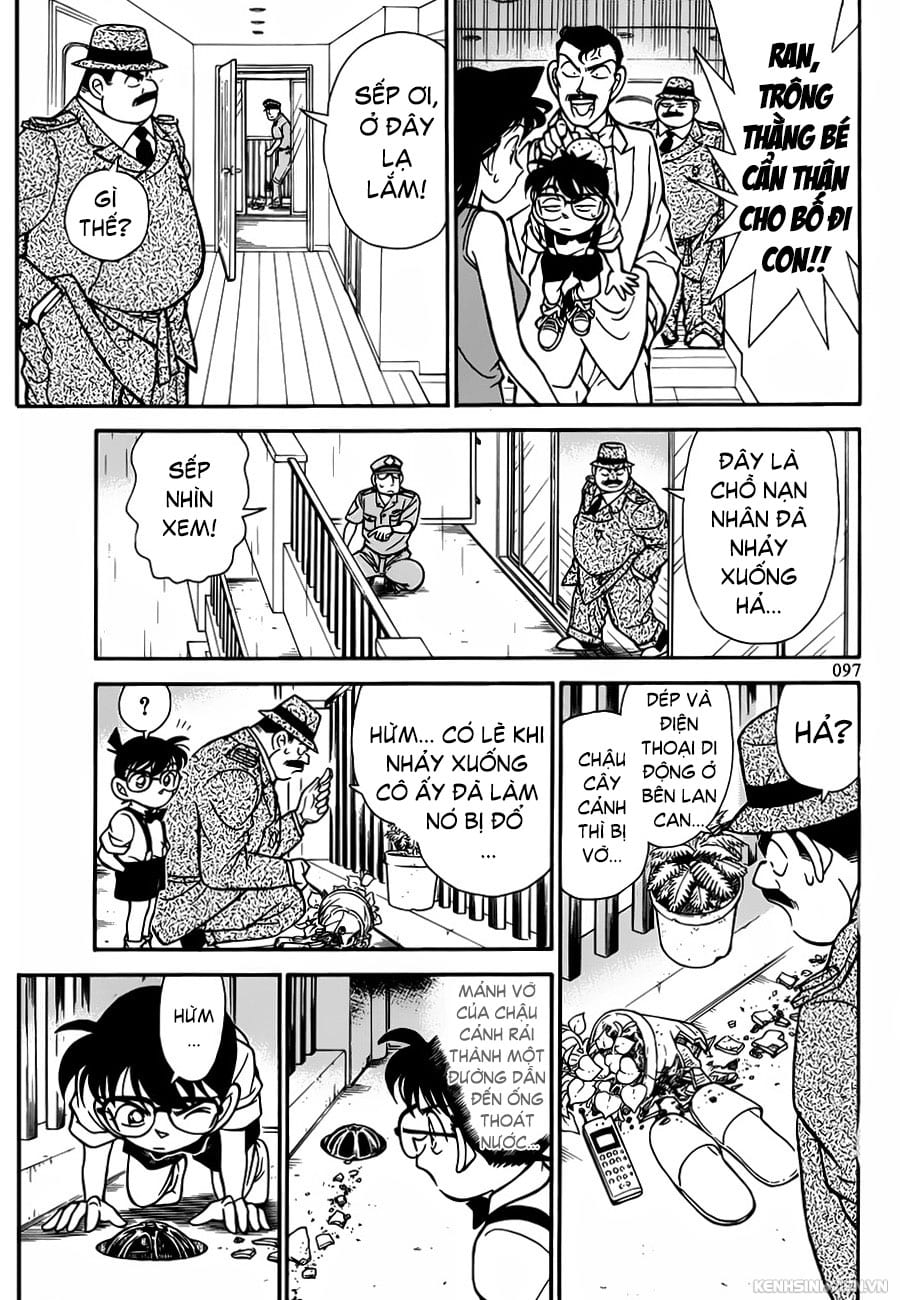 RAN,
TRÔNG
THẰNG BÉ
CẨN THẬN
CHO BỐ ĐI
CON!!
SẾP ƠI,
Ở ĐÂY
LẠ
LẮM!
GÌ
THẾ?
ĐÂY LÀ
CHỖ NẠN
NHÂN ĐÃ
NHẢY
XUỐNG
HẢ...
SẾP
NHÌN
XEM!
097
HẢ?
DÉP VÀ
ĐIỆN
THOẠI DI
ĐỘNG Ở
BÊN LAN
CAN...
CHẬU
CÂY
CẢNH
THÌ BỊ
VỠ...
HỪM... CÓ LẼ KHI
NHẢY XUỐNG
CÔ ẤY ĐÃ LÀM
NÓ BỊ ĐỔ
...
?
MẢNH VỠ
CỦA CHẬU
CẢNH RẢI
THÀNH MỘT
ĐƯỜNG DẪN
ĐẾN ỐNG
THOÁT
NƯỚC...
HỪM
...